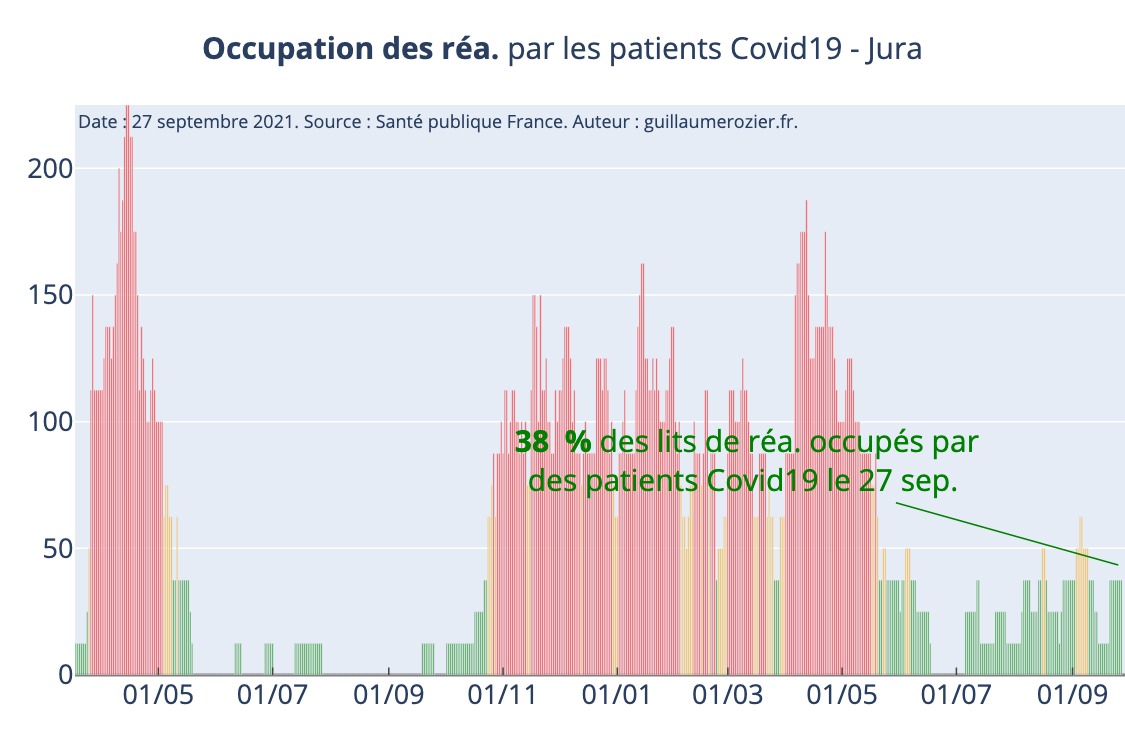 Occupation des réa. par les patients Covid19 - Jura
Date : 27 septembre 2021. Source : Santé publique France. Auteur : guillaumerozier.fr.
200
150
100
50
0
38 % des lits de réa. occupés par
des patients Covid19 le 27 sep.
01/05 01/07 01/09 01/11 01/01 01/03 01/05 01/07 01/09